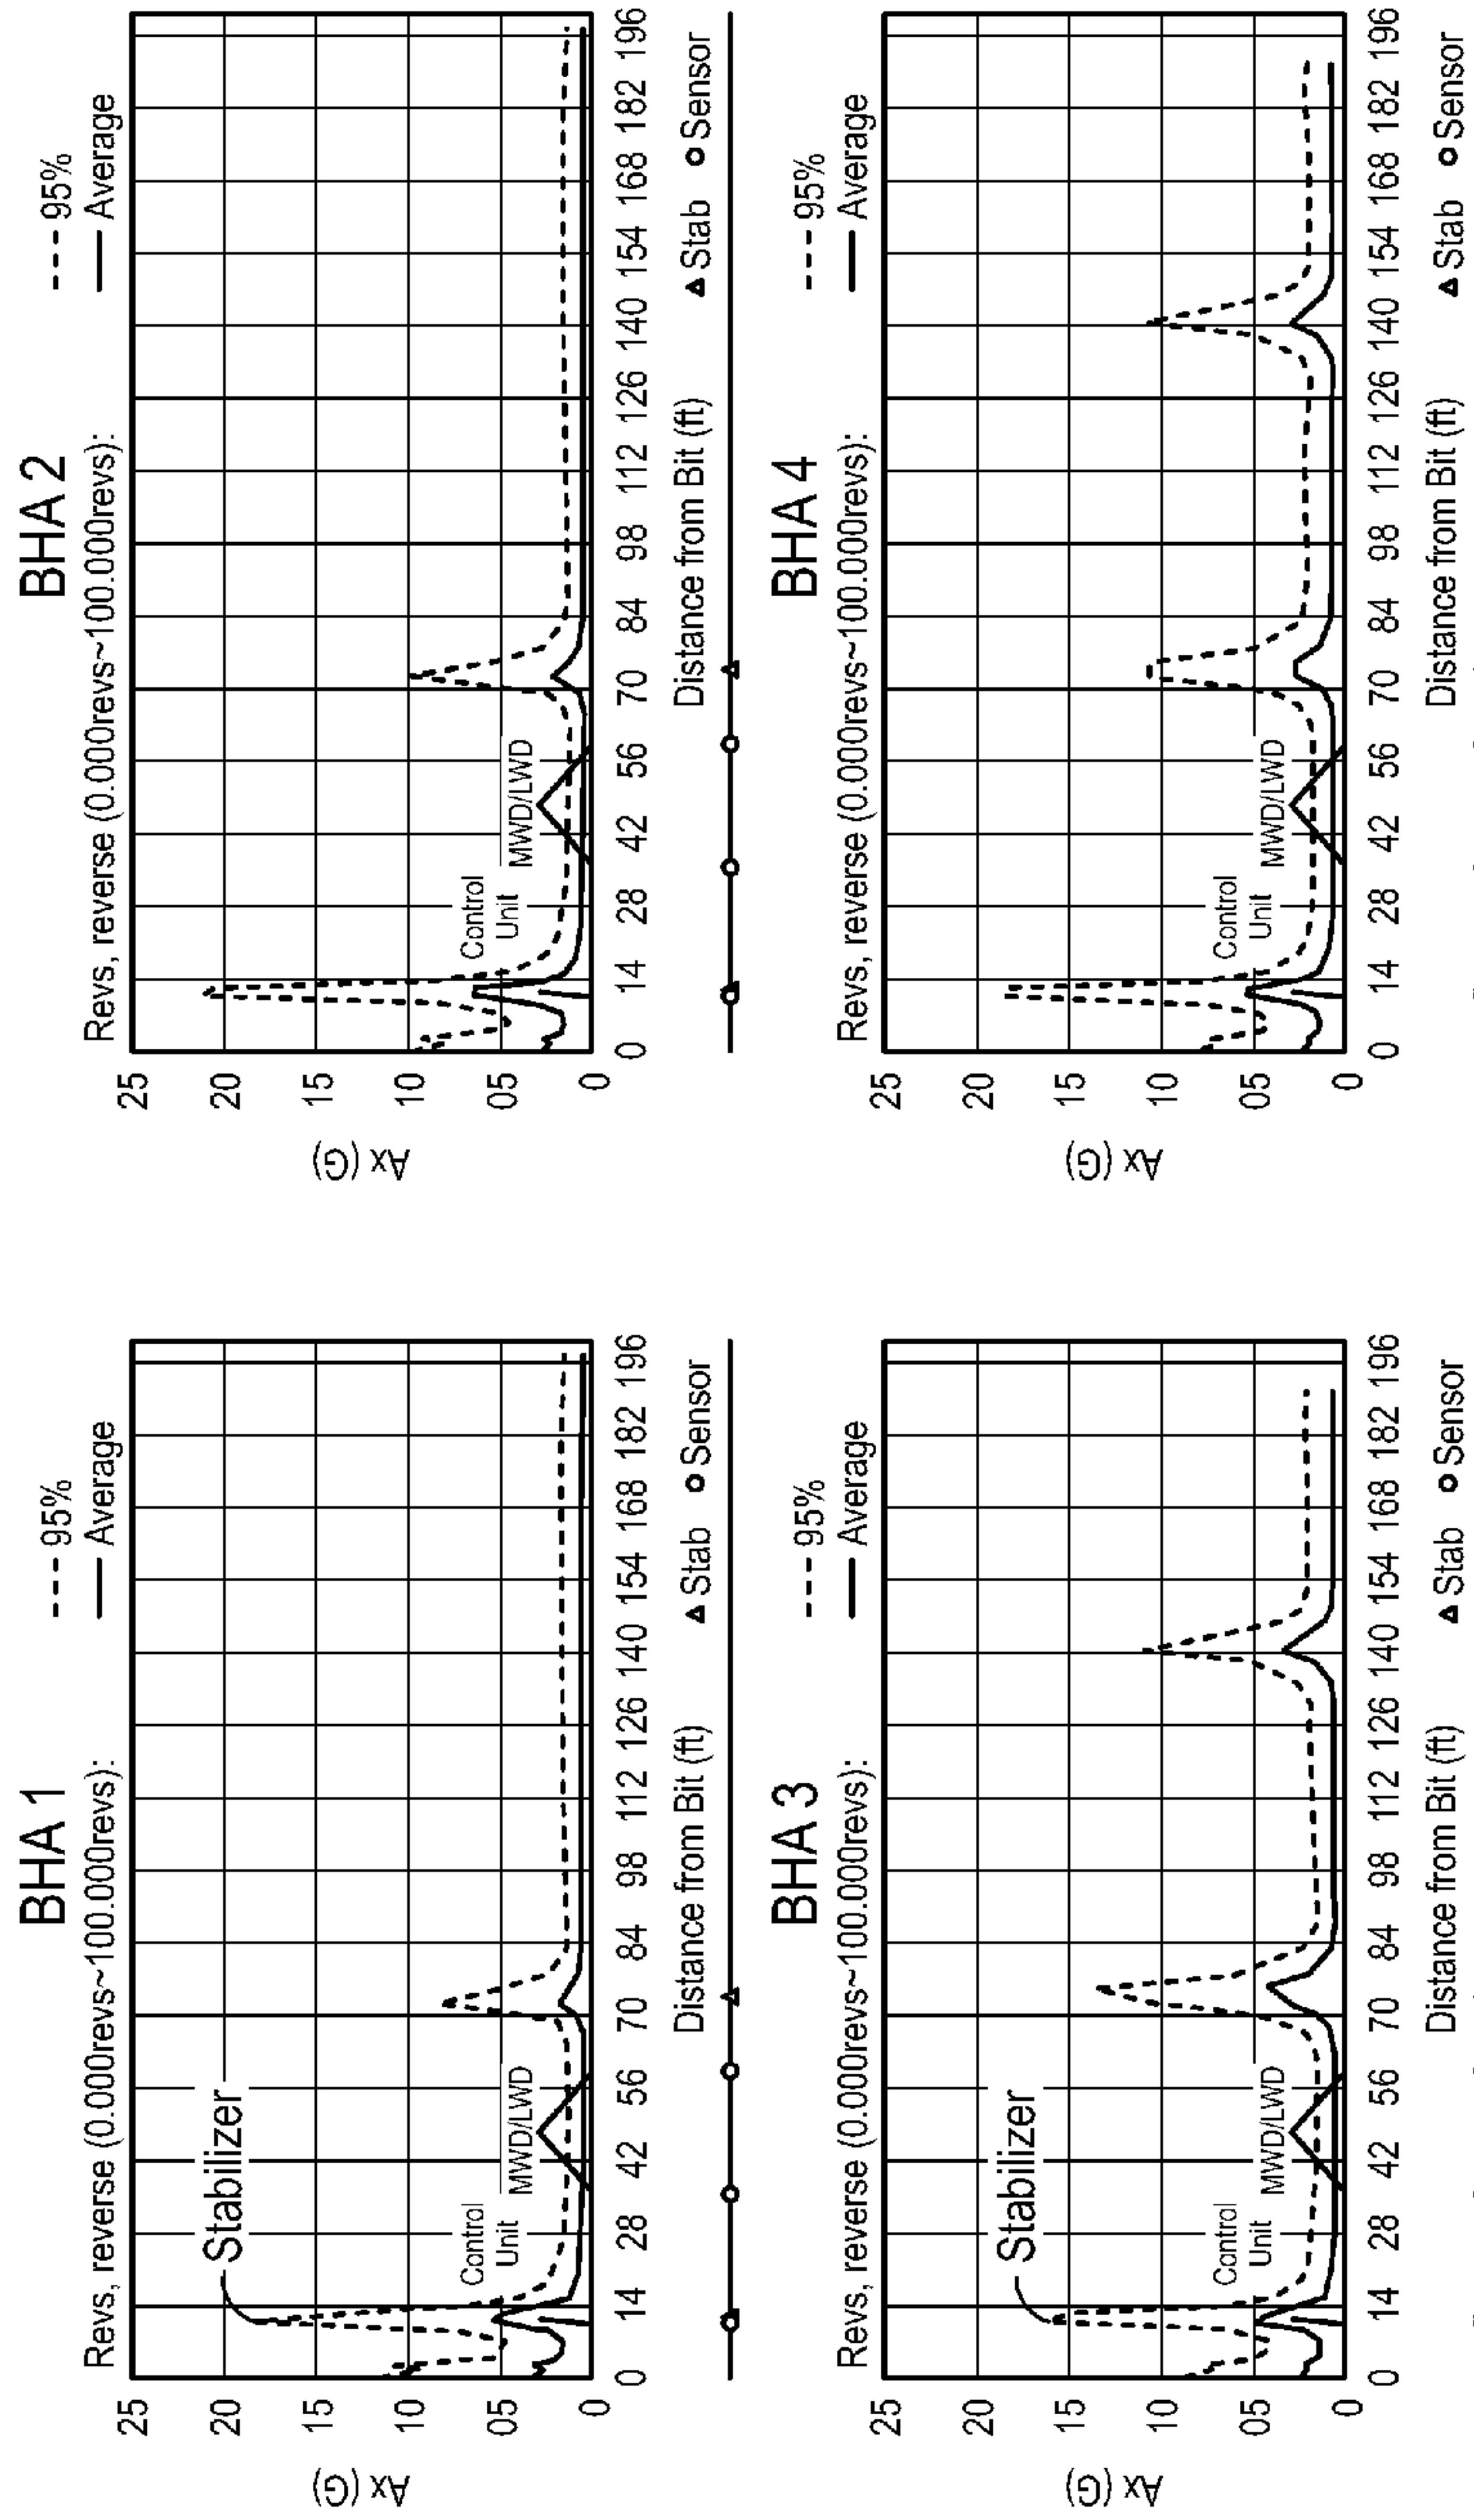 BHA 1
Revs, reverse (0.000revs~100.000revs):
--- 95%
— Average
Ax (G)
25
20
15
10
05
0
Stabilizer
Control
Unit
MWD/LWD
0 14 28 42 56 70 84 98 112 126 140 154 168 182 196
Distance from Bit (ft)
Stab
Sensor
BHA 2
Revs, reverse (0.000revs~100.000revs):
--- 95%
— Average
Ax (G)
25
20
15
10
05
0
Control
Unit
MWD/LWD
0 14 28 42 56 70 84 98 112 126 140 154 168 182 196
Distance from Bit (ft)
Stab
Sensor
BHA 3
Revs, reverse (0.000revs~100.000revs):
--- 95%
— Average
Ax (G)
25
20
15
10
05
0
Stabilizer
Control
Unit
MWD/LWD
0 14 28 42 56 70 84 98 112 126 140 154 168 182 196
Distance from Bit (ft)
Stab
Sensor
BHA 4
Revs, reverse (0.000revs~100.000revs):
--- 95%
— Average
Ax (G)
25
20
15
10
05
0
Control
Unit
MWD/LWD
0 14 28 42 56 70 84 98 112 126 140 154 168 182 196
Distance from Bit (ft)
Stab
Sensor